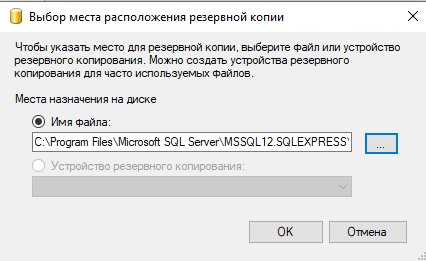 Выбор места расположения резервной копии
Чтобы указать место для резервной копии, выберите файл или устройство
резервного копирования. Можно создать устройства резервного
копирования для часто используемых файлов.
Места назначения на диске
Имя файла:
C:\Program Files\Microsoft SQL Server\MSSQL12.SQLEXPRESS\
...
Устройство резервного копирования:
OK
Отмена